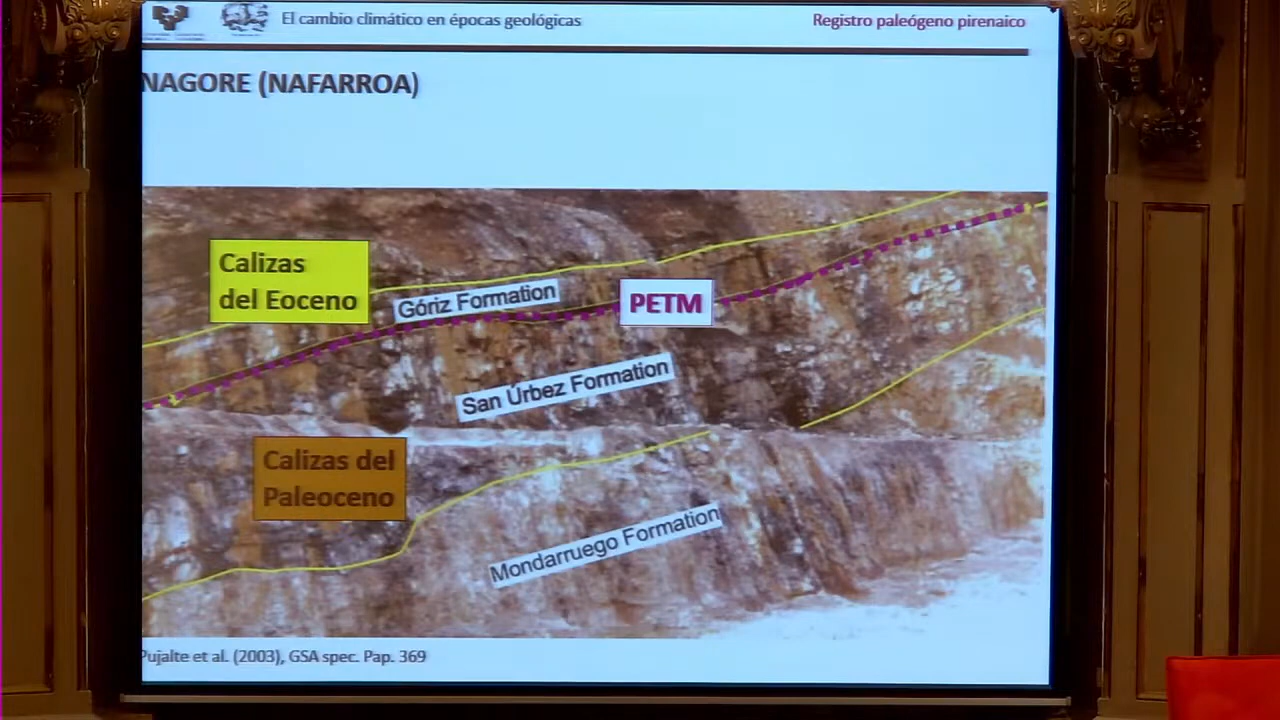 El cambio climático en épocas geológicas
Registro paleógeno pirenaico
NAGORE (NAFARROA)
Calizas
del Eoceno
Góriz Formation
PETM
San Úrbez Formation
Calizas del
Paleoceno
Mondarruego Formation
Pujalte et al. (2003), GSA spec. Pap. 369